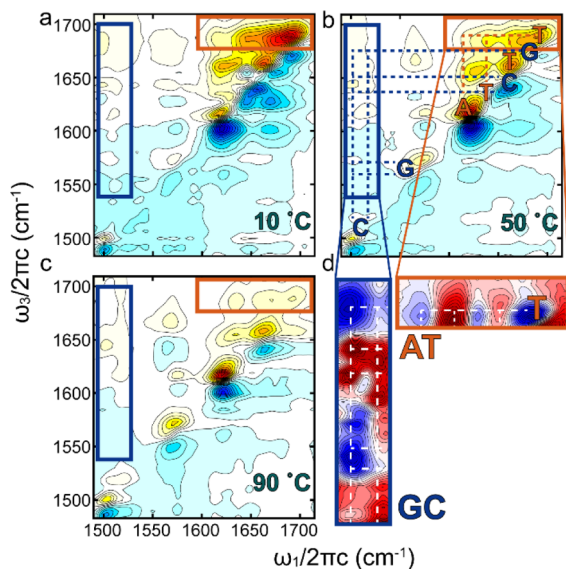 a
1700
1650
1600
1550
1500
10 °C
b
T
G
T
C
T
A
G
C
50 °C
c
1700
1650
1600
1550
1500
90 °C
1500 1550 1600 1650 1700
d
T
AT
GC
ω3/2πc (cm-1)
ω1/2πc (cm-1)